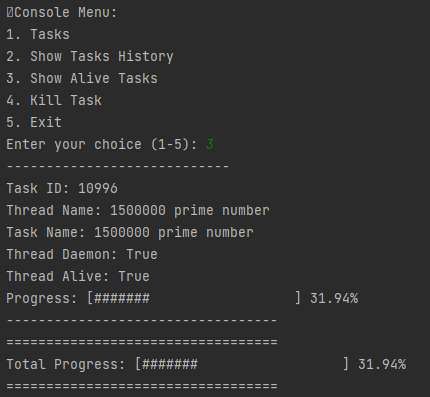 Console Menu:
1. Tasks
2. Show Tasks History
3. Show Alive Tasks
4. Kill Task
5. Exit
Enter your choice (1-5): 3
----------------------------
Task ID: 10996
Thread Name: 1500000 prime number
Task Name: 1500000 prime number
Thread Daemon: True
Thread Alive: True
Progress: [#######                  ] 31.94%
----------------------------------
==================================
Total Progress: [#######                  ] 31.94%
==================================